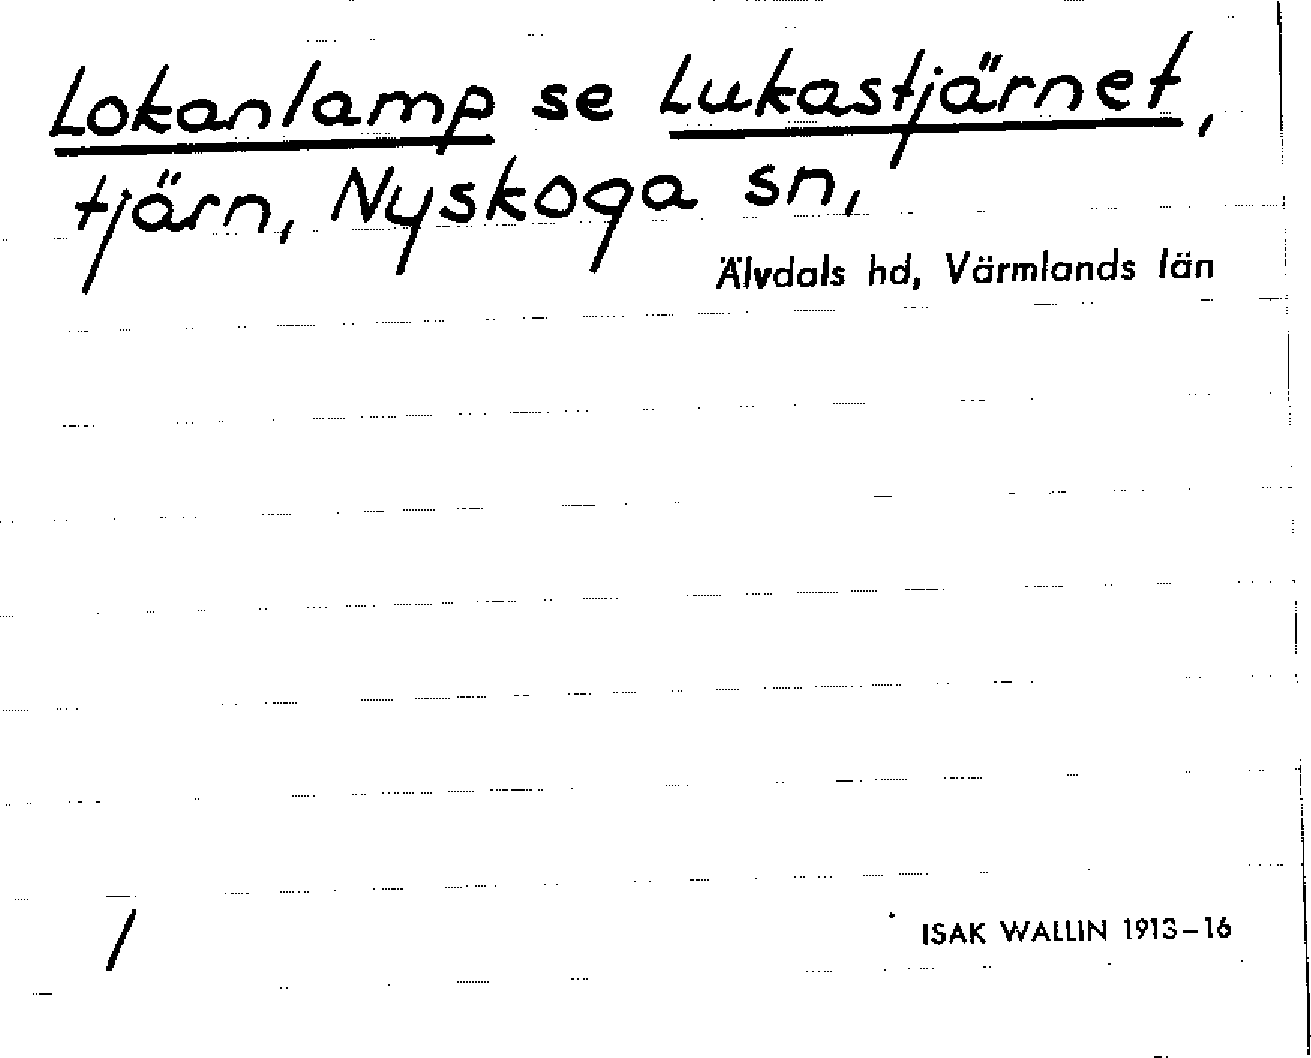 Lokanlamp se Lukastjärnet,
tjärn, Nyskoga sn,
Älvdals hd, Värmlands län
/
ISAK WALLIN 1913–16